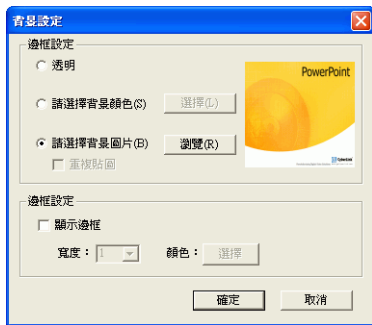 背景設定
邊框設定
透明
請選擇背景顏色(S)
選擇(L)
請選擇背景圖片(B)
瀏覽(R)
重複貼圖
PowerPoint
邊框設定
顯示邊框
寬度：
1
顏色：
選擇
確定
取消